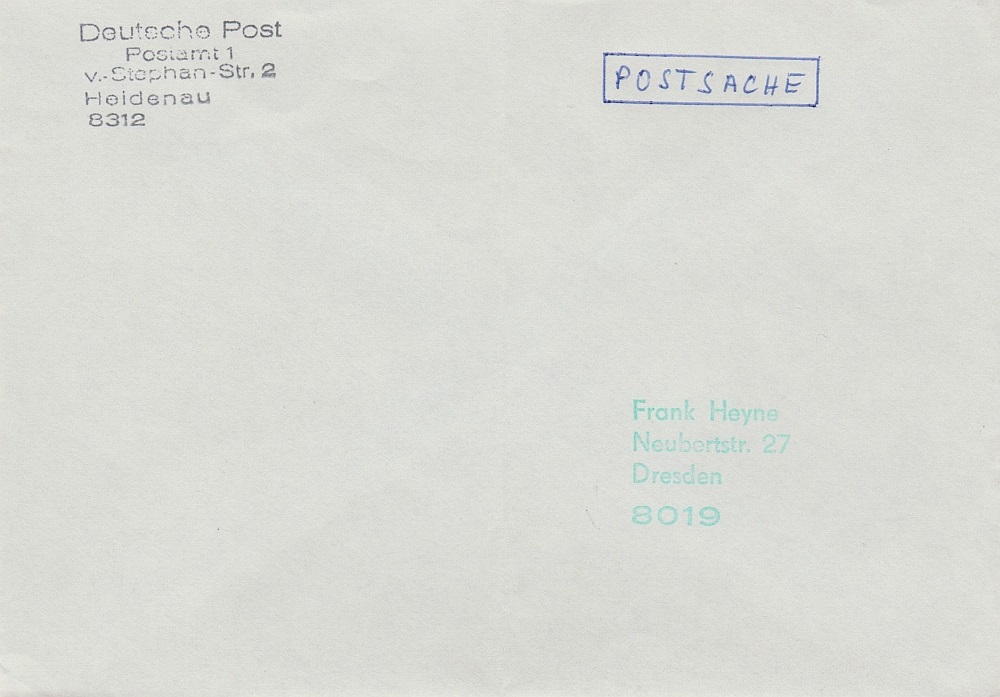 Deutsche Post
Postamt 1
v.-Stephan-Str. 2
Heidenau
8312
POSTSACHE
Frank Heyne
Neubertstr. 27
Dresden
8019